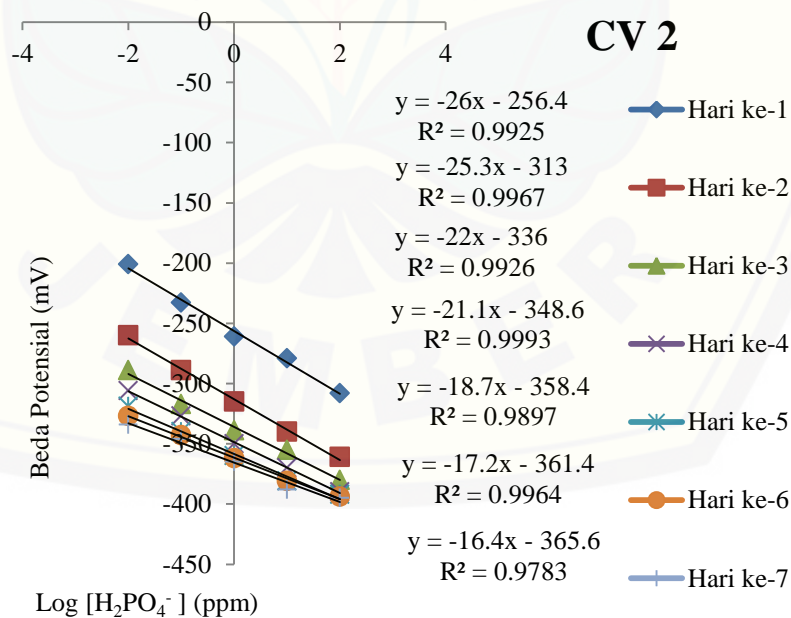 CV 2
0
-4
-2
0
2
4
-50
-100
-150
-200
-250
-300
-350
-400
-450
Beda Potensial (mV)
Log [H₂PO₄⁻ ] (ppm)
y = -26x - 256.4
R² = 0.9925
y = -25.3x - 313
R² = 0.9967
y = -22x - 336
R² = 0.9926
y = -21.1x - 348.6
R² = 0.9993
y = -18.7x - 358.4
R² = 0.9897
y = -17.2x - 361.4
R² = 0.9964
y = -16.4x - 365.6
R² = 0.9783
Hari ke-1
Hari ke-2
Hari ke-3
Hari ke-4
Hari ke-5
Hari ke-6
Hari ke-7
JEMBER